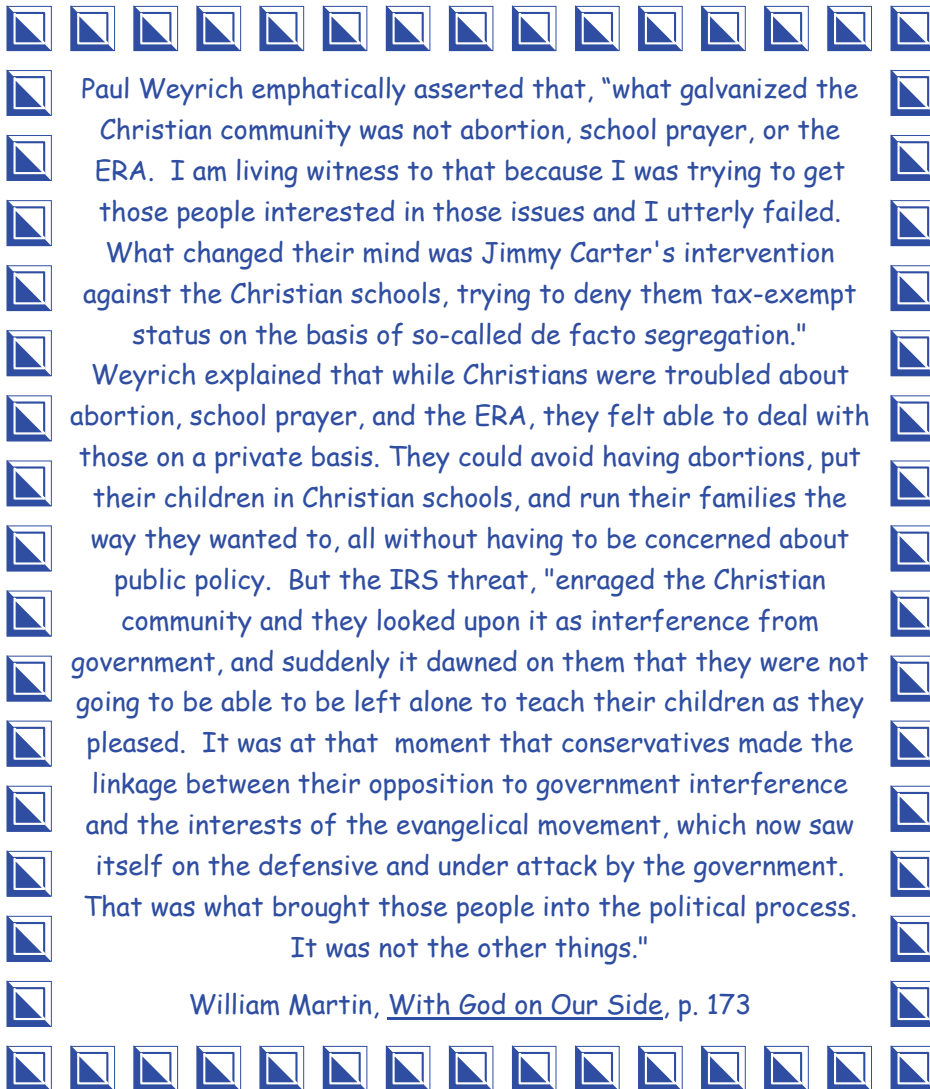 Paul Weyrich emphatically asserted that, “what galvanized the
Christian community was not abortion, school prayer, or the
ERA.  I am living witness to that because I was trying to get
those people interested in those issues and I utterly failed.
What changed their mind was Jimmy Carter's intervention
against the Christian schools, trying to deny them tax-exempt
status on the basis of so-called de facto segregation."
Weyrich explained that while Christians were troubled about
abortion, school prayer, and the ERA, they felt able to deal with
those on a private basis. They could avoid having abortions, put
their children in Christian schools, and run their families the
way they wanted to, all without having to be concerned about
public policy.  But the IRS threat, "enraged the Christian
community and they looked upon it as interference from
government, and suddenly it dawned on them that they were not
going to be able to be left alone to teach their children as they
pleased.  It was at that  moment that conservatives made the
linkage between their opposition to government interference
and the interests of the evangelical movement, which now saw
itself on the defensive and under attack by the government.
That was what brought those people into the political process.
It was not the other things."
William Martin, With God on Our Side, p. 173